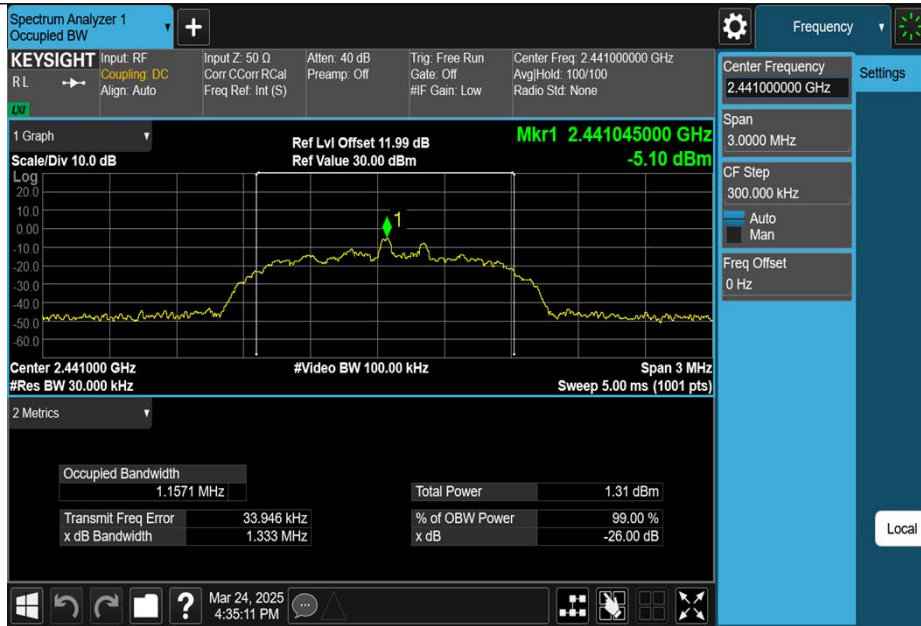 Spectrum Analyzer 1
Occupied BW
+
Frequency
KEYSIGHT
RL
LXI
Input: RF
Coupling: DC
Align: Auto
Input Z: 50 Ω
Corr CCorr RCal
Freq Ref: Int (S)
Atten: 40 dB
Preamp: Off
Trig: Free Run
Gate: Off
#IF Gain: Low
Center Freq: 2.441000000 GHz
Avg|Hold: 100/100
Radio Std: None
Center Frequency
2.441000000 GHz
Settings
Span
3.0000 MHz
CF Step
300.000 kHz
Auto
Man
Freq Offset
0 Hz
Local
1 Graph
Scale/Div 10.0 dB
Ref Lvl Offset 11.99 dB
Ref Value 30.00 dBm
Mkr1 2.441045000 GHz
-5.10 dBm
Log
20.0
10.0
0.00
-10.0
-20.0
-30.0
-40.0
-50.0
-60.0
1
Center 2.441000 GHz
#Res BW 30.000 kHz
#Video BW 100.00 kHz
Span 3 MHz
Sweep 5.00 ms (1001 pts)
2 Metrics
Occupied Bandwidth
1.1571 MHz
Total Power 1.31 dBm
Transmit Freq Error 33.946 kHz
% of OBW Power 99.00 %
x dB Bandwidth 1.333 MHz
x dB -26.00 dB
?
Mar 24, 2025
4:35:11 PM